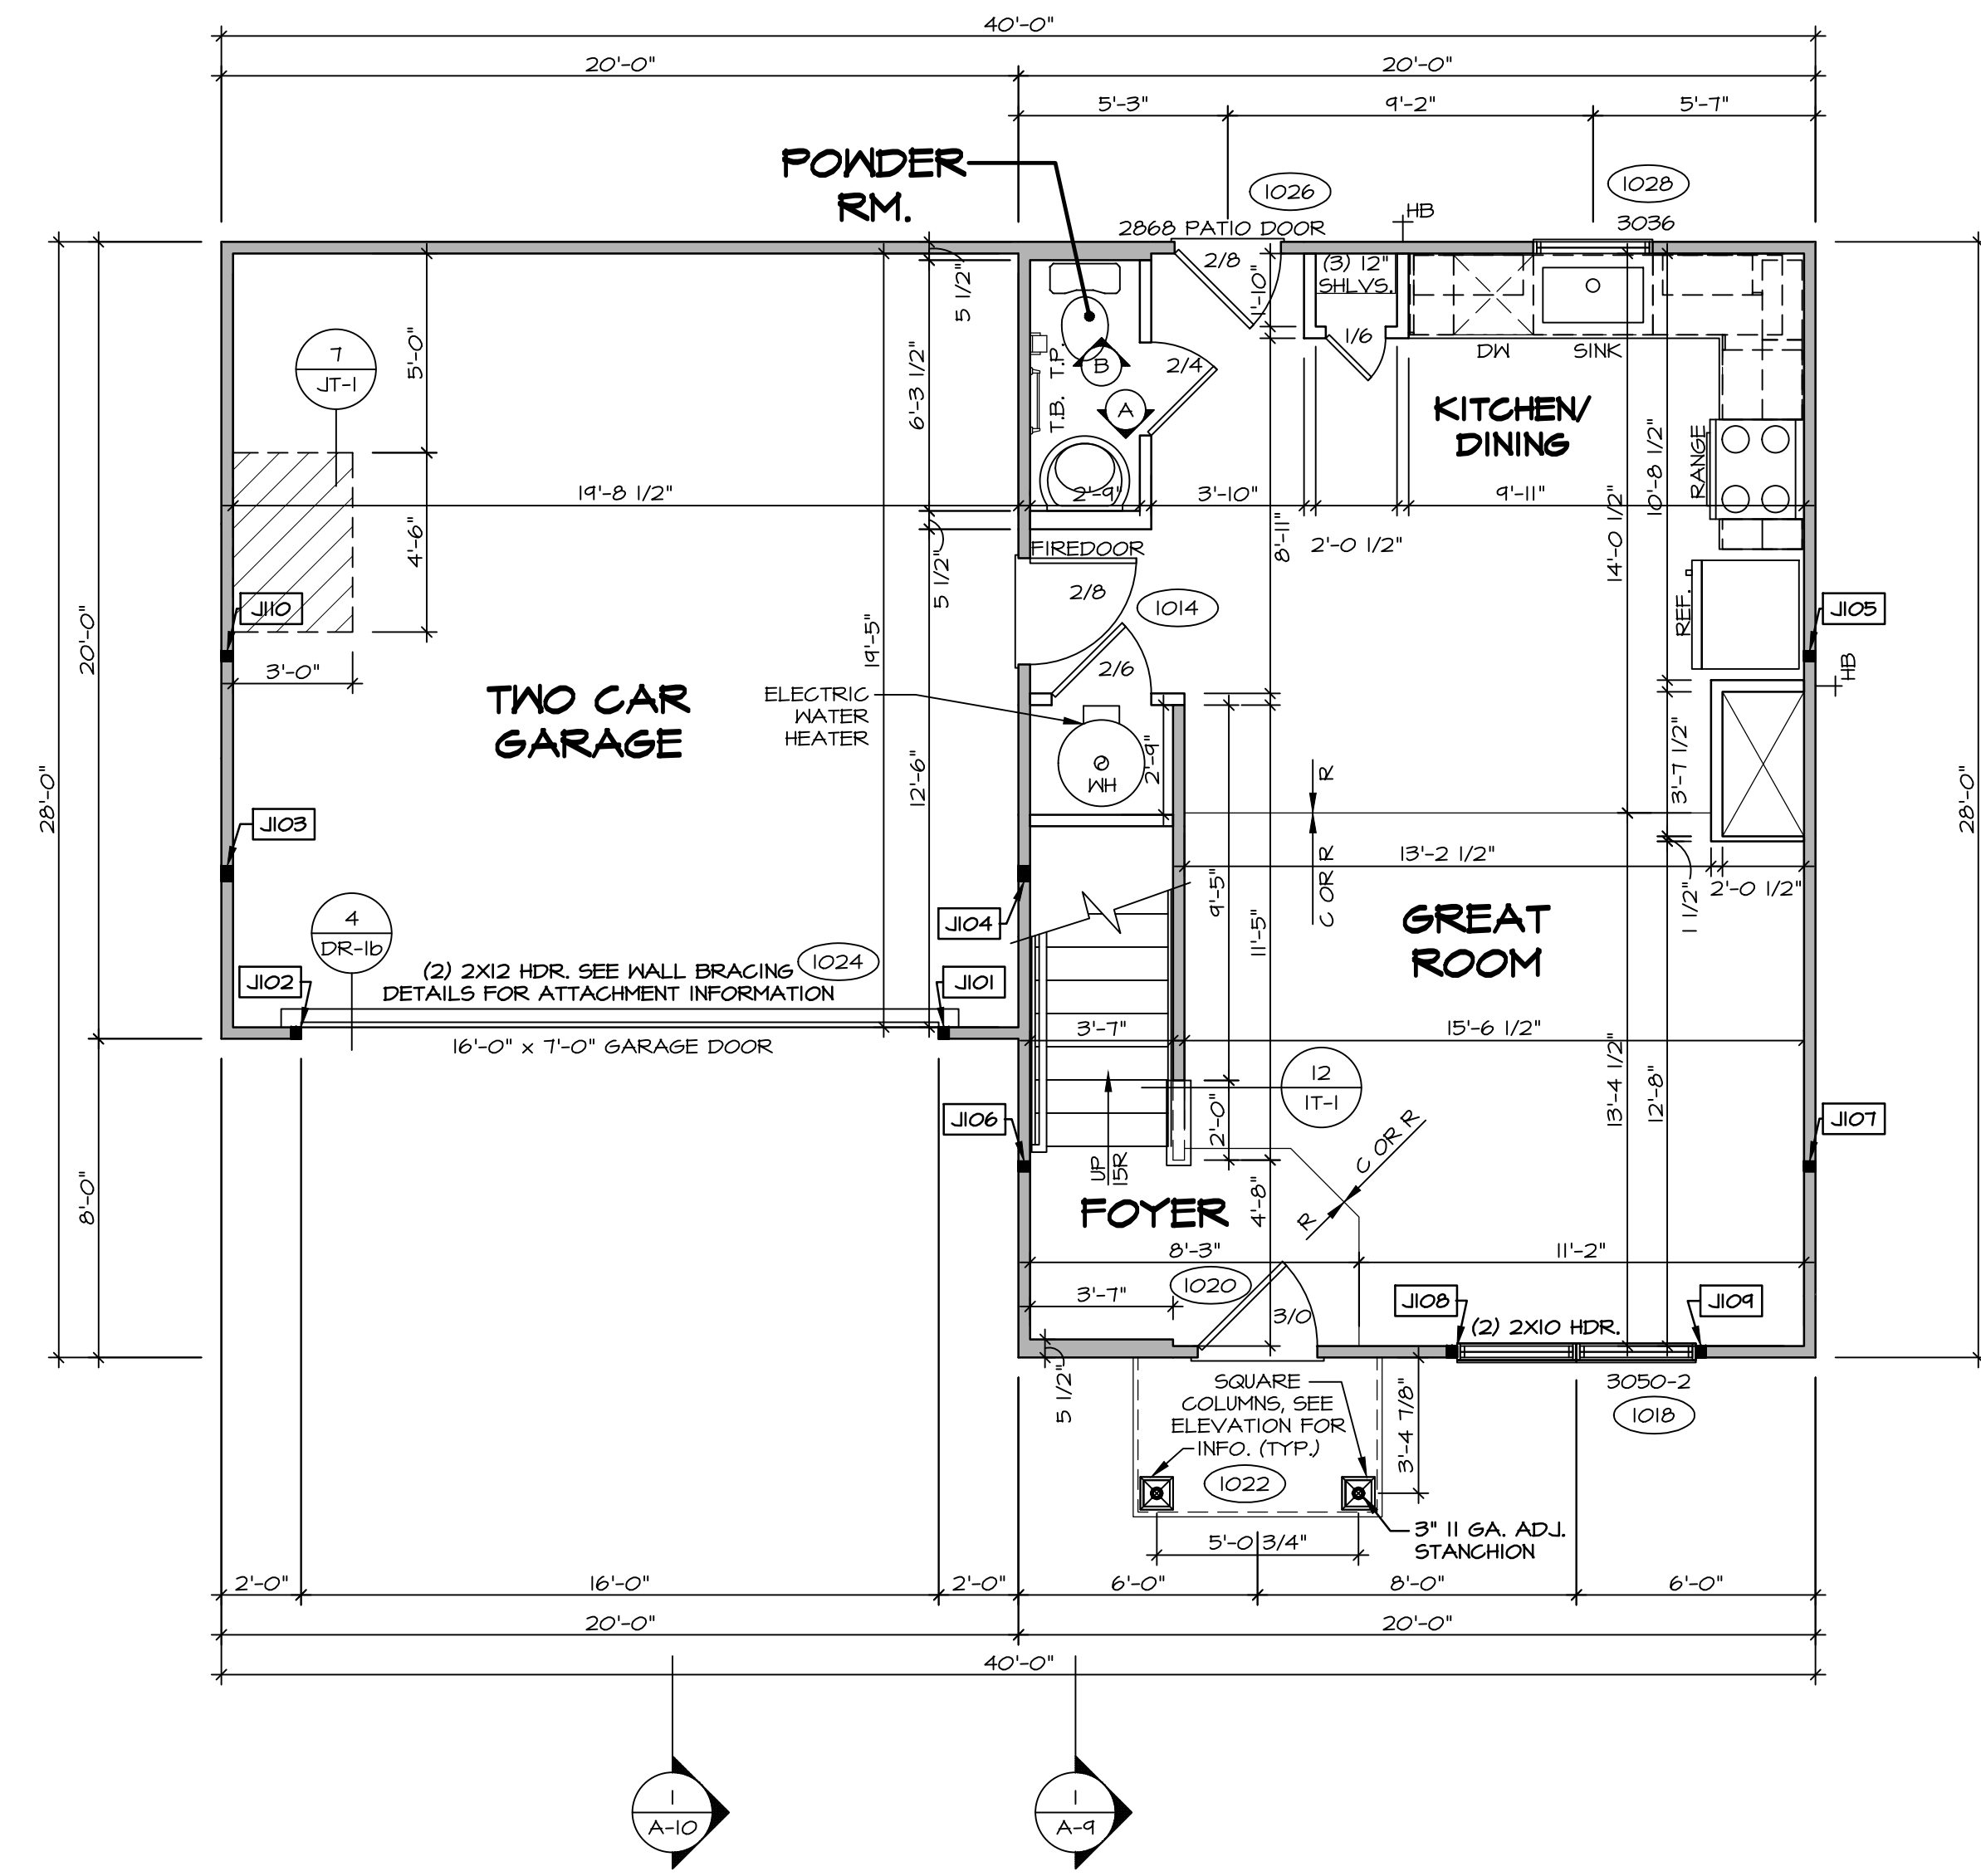 40'-0"
20'-0"
20'-0"
5'-3"
9'-2"
5'-7"
POWDER
RM.
1026
1028
HB
2868 PATIO DOOR
3036
2/8
(3) 12"
SHLVS.
5 1/2"
1'-10"
1/6
DW
SINK
7
JT-1
5'-0"
6'-3 1/2"
T.P.
B
2/4
T.B.
A
KITCHEN/
DINING
RANGE
10'-8 1/2"
19'-8 1/2"
2'-9"
3'-10"
9'-11"
14'-0 1/2"
4'-6"
8'-11"
2'-0 1/2"
FIREDOOR
5 1/2"
2/8
1014
J110
REF.
J105
20'-0"
19'-5"
3'-0"
2/6
HB
TWO CAR
GARAGE
ELECTRIC
WATER
HEATER
2'-9"
WH
R
3'-7 1/2"
12'-6"
28'-0"
28'-0"
J103
C OR R
13'-2 1/2"
2'-0 1/2"
1 1/2"
9'-5"
11'-5"
GREAT
ROOM
J104
4
DR-1b
1024
J102
(2) 2X12 HDR. SEE WALL BRACING
DETAILS FOR ATTACHMENT INFORMATION
J101
16'-0" x 7'-0" GARAGE DOOR
3'-7"
15'-6 1/2"
12
1T-1
13'-4 1/2"
12'-8"
J106
2'-0"
C OR R
J107
8'-0"
UP
15R
R
FOYER
4'-8"
8'-3"
11'-2"
1020
3'-7"
3/0
J108
(2) 2X10 HDR.
J109
5 1/2"
SQUARE
COLUMNS, SEE
ELEVATION FOR
INFO. (TYP.)
3'-4 7/8"
3050-2
1018
1022
3" 11 GA. ADJ.
STANCHION
5'-0 3/4"
2'-0"
16'-0"
2'-0"
6'-0"
8'-0"
6'-0"
20'-0"
20'-0"
40'-0"
1
A-10
1
A-9